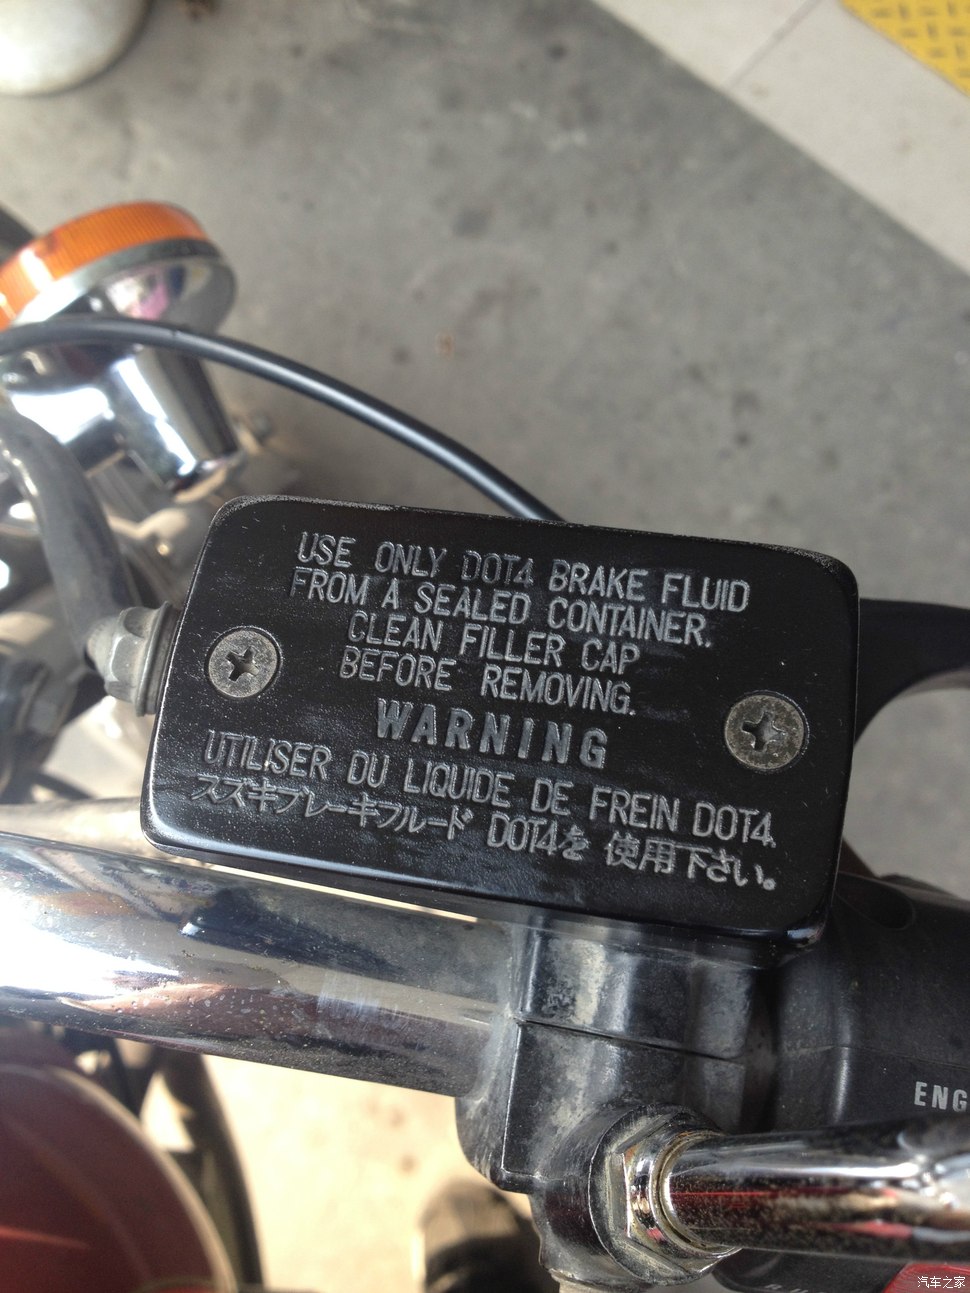 USE ONLY DOT4 BRAKE FLUID
FROM A SEALED CONTAINER.
CLEAN FILLER CAP
BEFORE REMOVING.
WARNING
UTILISER DU LIQUIDE DE FREIN DOT4.
スズキブレーキフルード DOT4を 使用下さい。
ENG
汽车之家